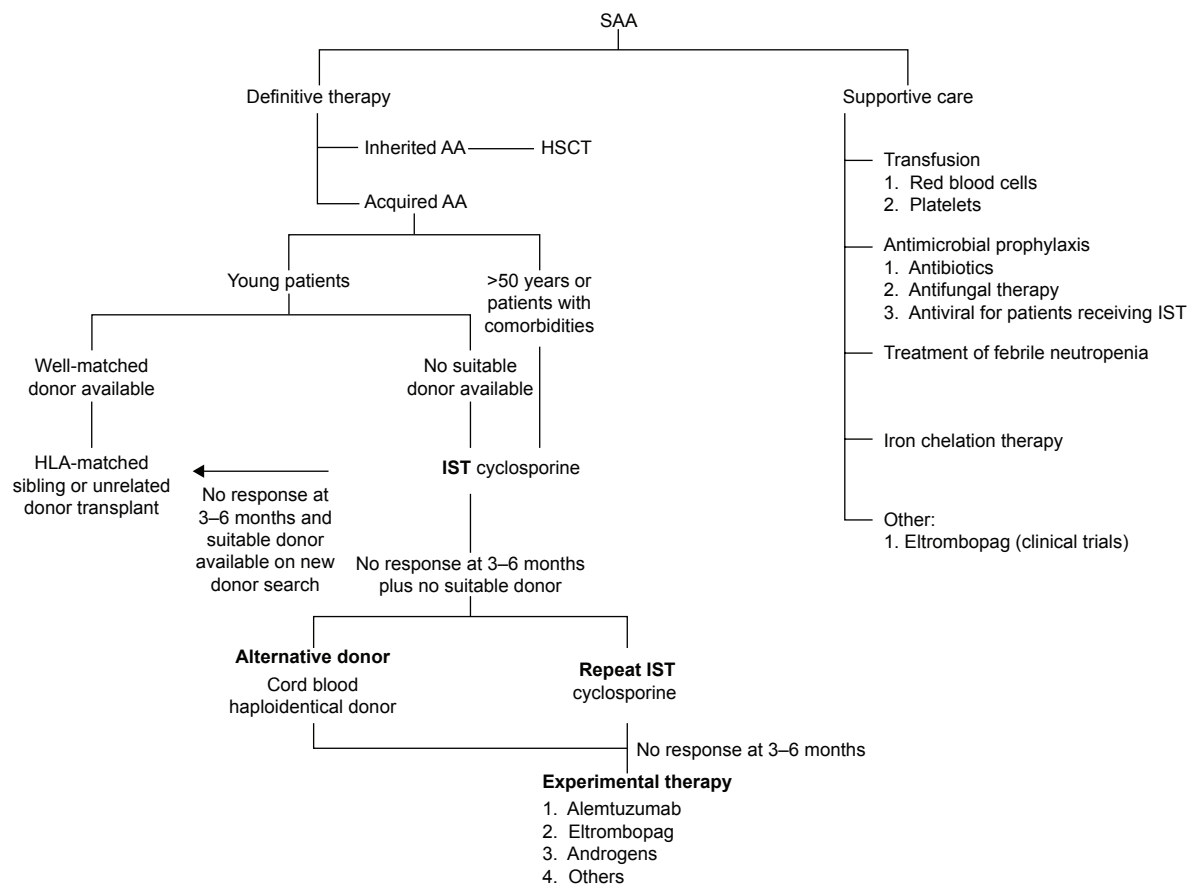 SAA
Definitive therapy
Supportive care
Inherited AA
HSCT
Acquired AA
Transfusion
1. Red blood cells
2. Platelets
Antimicrobial prophylaxis
1. Antibiotics
2. Antifungal therapy
3. Antiviral for patients receiving IST
Treatment of febrile neutropenia
Iron chelation therapy
Other:
1. Eltrombopag (clinical trials)
Young patients
>50 years or
patients with
comorbidities
Well-matched
donor available
No suitable
donor available
HLA-matched
sibling or unrelated
donor transplant
No response at
3–6 months and
suitable donor
available on new
donor search
IST cyclosporine
No response at 3–6 months
plus no suitable donor
Alternative donor
Cord blood
haploidentical donor
Repeat IST
cyclosporine
No response at 3–6 months
Experimental therapy
1. Alemtuzumab
2. Eltrombopag
3. Androgens
4. Others